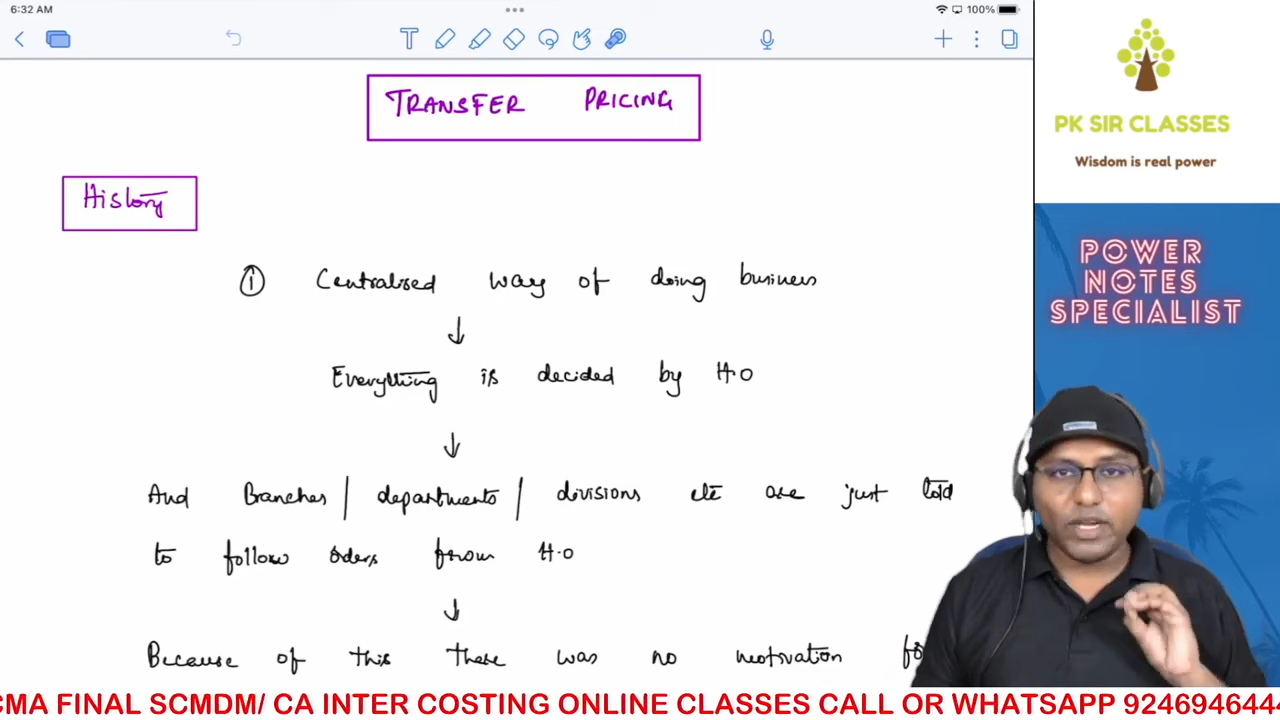 6:32 AM
100%
TRANSFER PRICING
PK SIR CLASSES
Wisdom is real power
History
POWER
NOTES
SPECIALIST
① Centralised way of doing business
↓
Everything is decided by H.O
↓
And Branches | departments | divisions etc are just told
to follow orders from H.O
↓
Because of this there was no motivation fo
CMA FINAL SCMDM/ CA INTER COSTING ONLINE CLASSES CALL OR WHATSAPP 9246946444